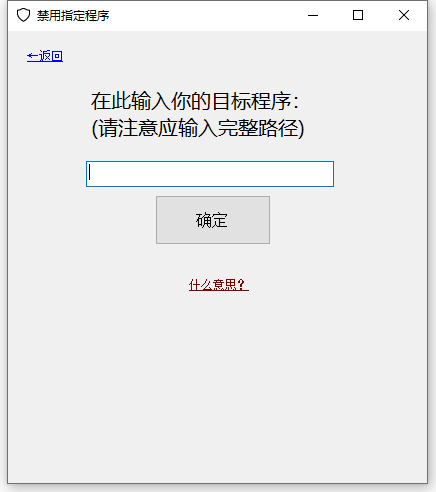 禁用指定程序
←返回
在此输入你的目标程序：
(请注意应输入完整路径)
确定
什么意思？